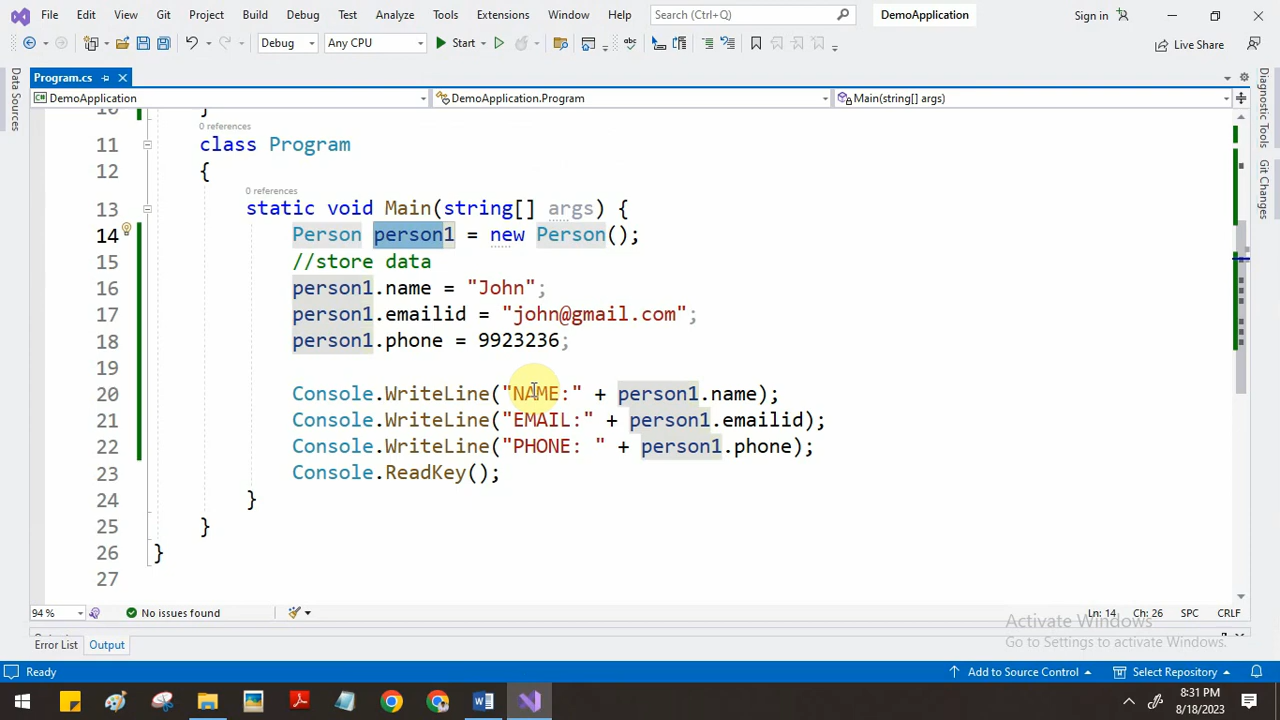 File Edit View Git Project Build Debug Test Analyze Tools Extensions Window Help Search (Ctrl+Q) DemoApplication Sign in
Debug Any CPU Start Live Share
Program.cs
DemoApplication DemoApplication.Program Main(string[] args)
Data Sources
Diagnostic Tools
Git Changes
10 }
0 references
11 class Program
12 {
0 references
13 static void Main(string[] args) {
14 Person person1 = new Person();
15 //store data
16 person1.name = "John";
17 person1.emailid = "john@gmail.com";
18 person1.phone = 9923236;
19
20 Console.WriteLine("NAME:" + person1.name);
21 Console.WriteLine("EMAIL:" + person1.emailid);
22 Console.WriteLine("PHONE: " + person1.phone);
23 Console.ReadKey();
24 }
25 }
26 }
27
94 % No issues found Ln: 14 Ch: 26 SPC CRLF
Activate Windows
Go to Settings to activate Windows.
Error List Output
Ready Add to Source Control Select Repository
8:31 PM
8/18/2023